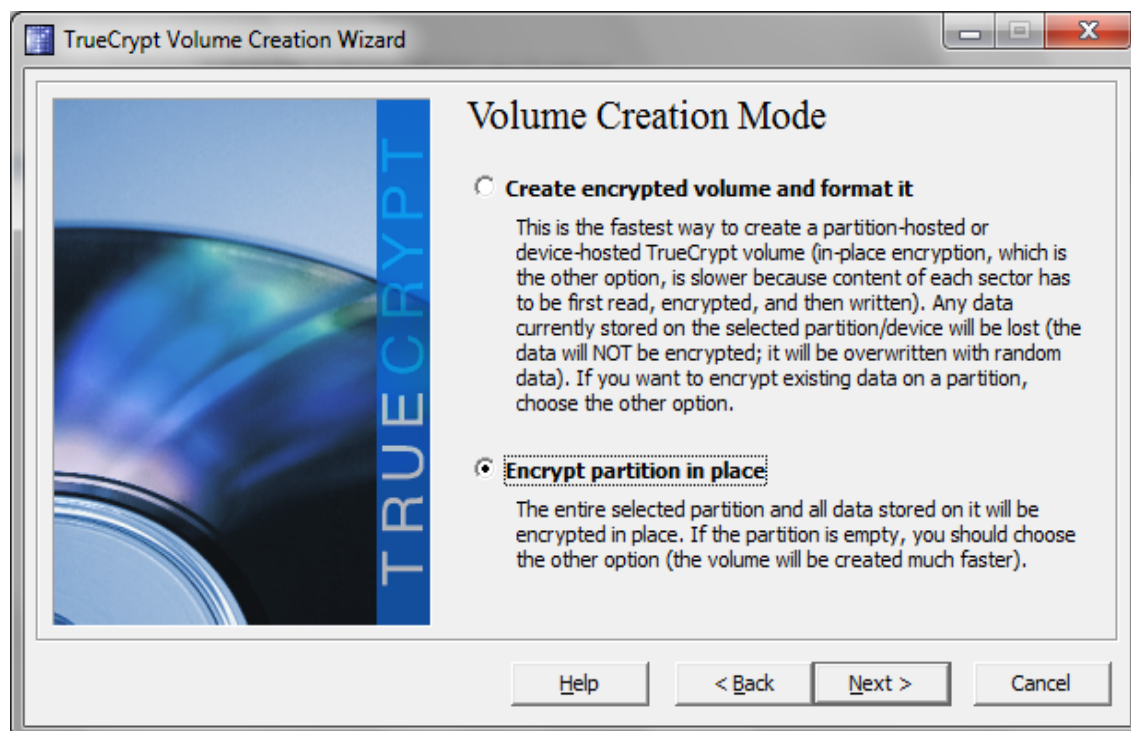 TrueCrypt Volume Creation Wizard
TRUECRYPT
Volume Creation Mode
Create encrypted volume and format it
This is the fastest way to create a partition-hosted or
device-hosted TrueCrypt volume (in-place encryption, which is
the other option, is slower because content of each sector has
to be first read, encrypted, and then written). Any data
currently stored on the selected partition/device will be lost (the
data will NOT be encrypted; it will be overwritten with random
data). If you want to encrypt existing data on a partition,
choose the other option.
Encrypt partition in place
The entire selected partition and all data stored on it will be
encrypted in place. If the partition is empty, you should choose
the other option (the volume will be created much faster).
Help
< Back
Next >
Cancel